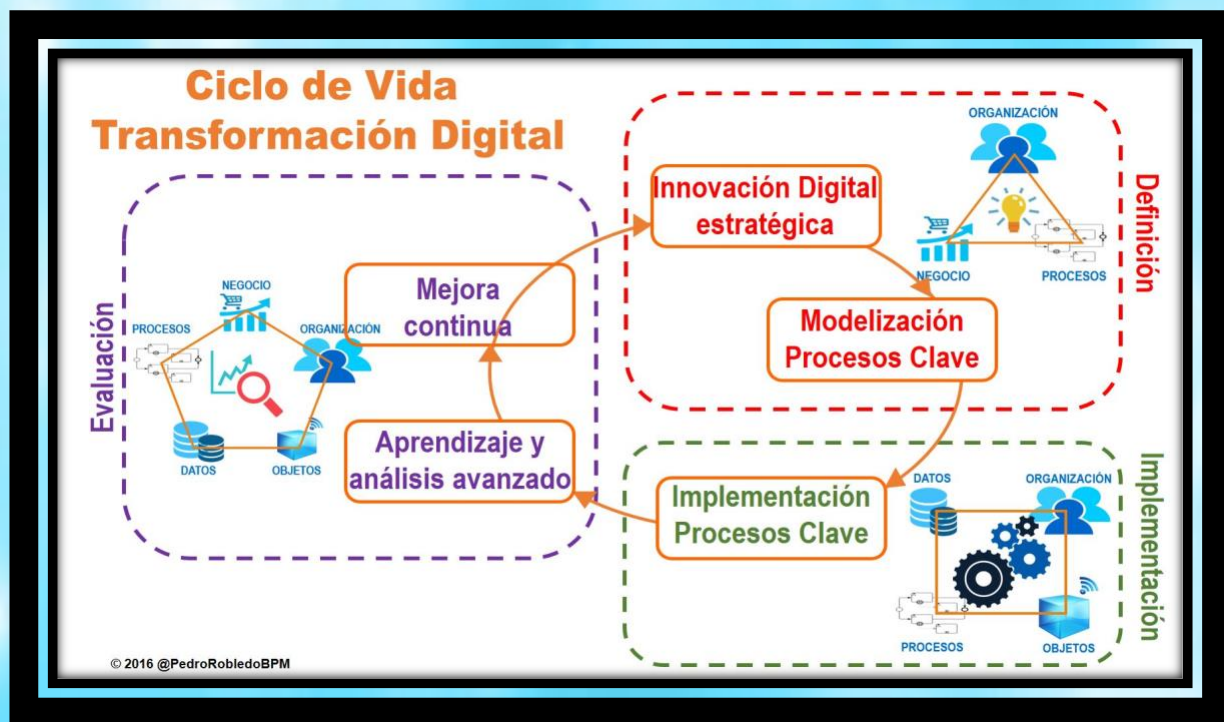 Ciclo de Vida
Transformación Digital
ORGANIZACIÓN
Innovación Digital
estratégica
NEGOCIO
PROCESOS
Definición
Modelización
Procesos Clave
Evaluación
NEGOCIO
PROCESOS
ORGANIZACIÓN
DATOS
OBJETOS
Mejora
continua
Aprendizaje y
análisis avanzado
Implementación
Procesos Clave
DATOS
ORGANIZACIÓN
PROCESOS
OBJETOS
Implementación
© 2016 @PedroRobledoBPM